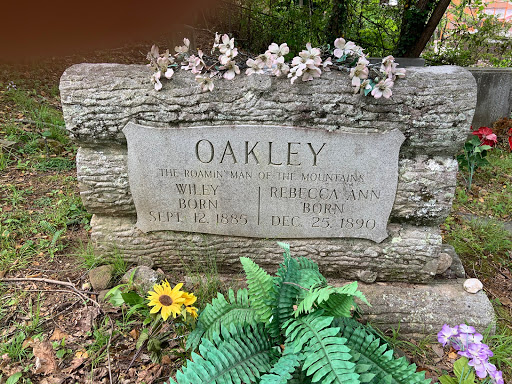 OAKLEY
THE ROAMIN' MAN OF THE MOUNTAINS
WILEY
BORN
SEPT. 12, 1885
REBECCA ANN
BORN
DEC. 25, 1890